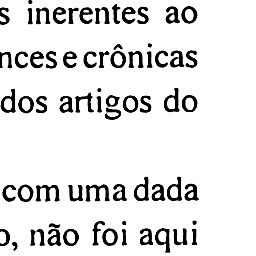 s inerentes ao
nces e crônicas
dos artigos do
com uma dada
o, não foi aqui